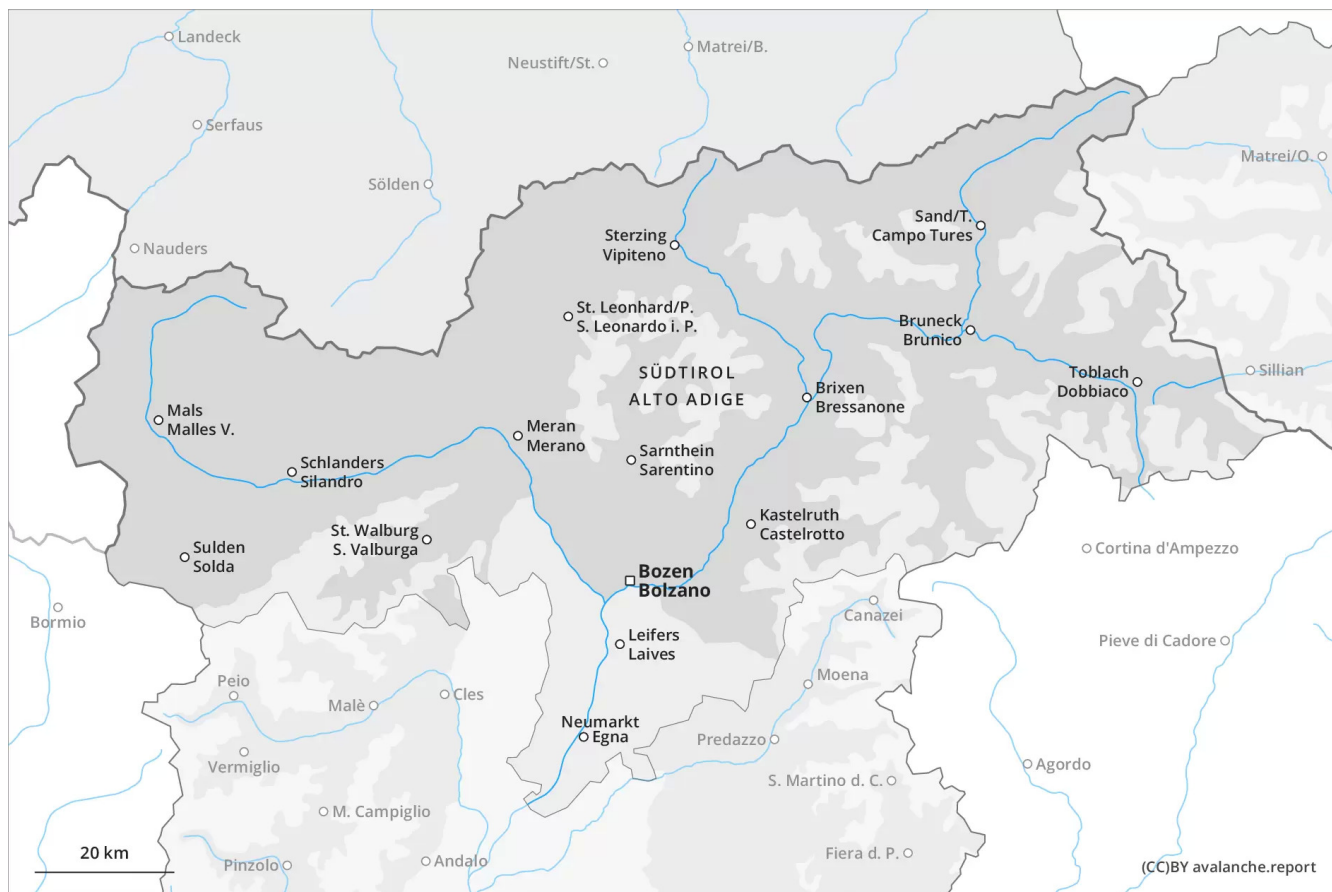 Landeck
Matrei/B.
Neustift/St.
Serfaus
Matrei/O.
Sölden
Sand/T.
Campo Tures
Sterzing
Vipiteno
Nauders
St. Leonhard/P.
S. Leonardo i. P.
Bruneck
Brunico
SÜDTIROL
ALTO ADIGE
Toblach
Dobbiaco
Sillian
Brixen
Bressanone
Mals
Malles V.
Meran
Merano
Sarnthein
Sarentino
Schlanders
Silandro
Kastelruth
Castelrotto
St. Walburg
S. Valburga
Sulden
Solda
Cortina d'Ampezzo
Bozen
Bolzano
Bormio
Canazei
Leifers
Laives
Pieve di Cadore
Peio
Moena
Cles
Malè
Neumarkt
Egna
Predazzo
Vermiglio
Agordo
S. Martino d. C.
M. Campiglio
20 km
Pinzolo
Andalo
Fiera d. P.
(CC)BY avalanche.report